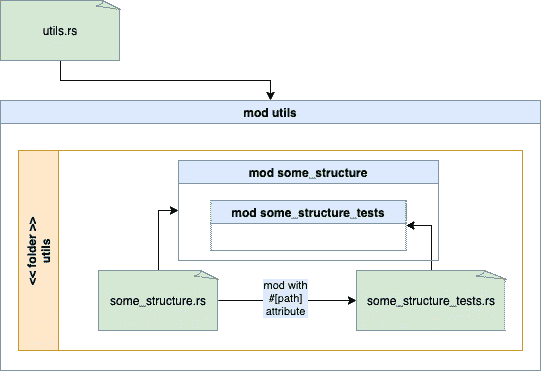 utils.rs
mod utils
<< folder >>
utils
mod some_structure
mod some_structure_tests
some_structure.rs
mod with
#[path]
attribute
some_structure_tests.rs